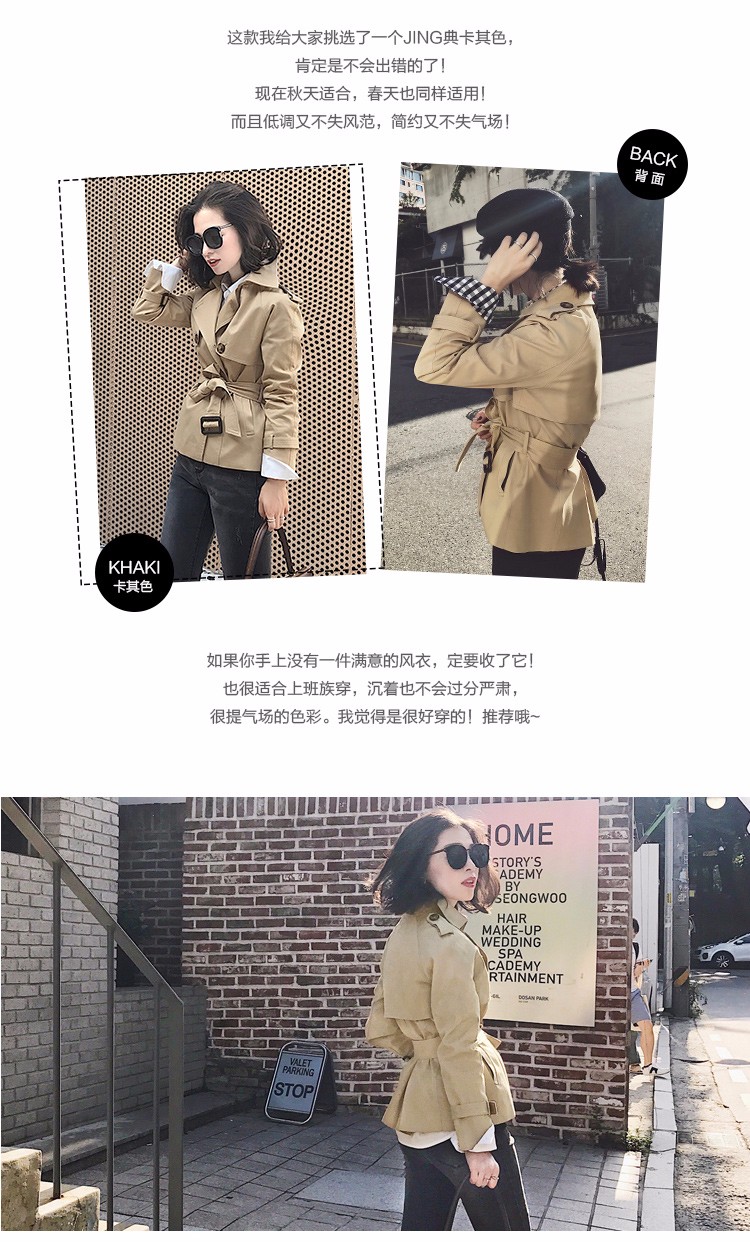 这款我给大家挑选了一个JING典卡其色，
肯定是不会出错的了！
现在秋天适合，春天也同样适用！
而且低调又不失风范，简约又不失气场！
BACK
背面
KHAKI
卡其色
如果你手上没有一件满意的风衣，定要收了它！
也很适合上班族穿，沉着也不会过分严肃，
很提气场的色彩。我觉得是很好穿的！推荐哦~
HOME
STORY'S
CADEMY
BY
SEONGWOO
HAIR
MAKE-UP
WEDDING
SPA
CADEMY
RTAINMENT
DOSAN PARK
VALET
PARKING
STOP